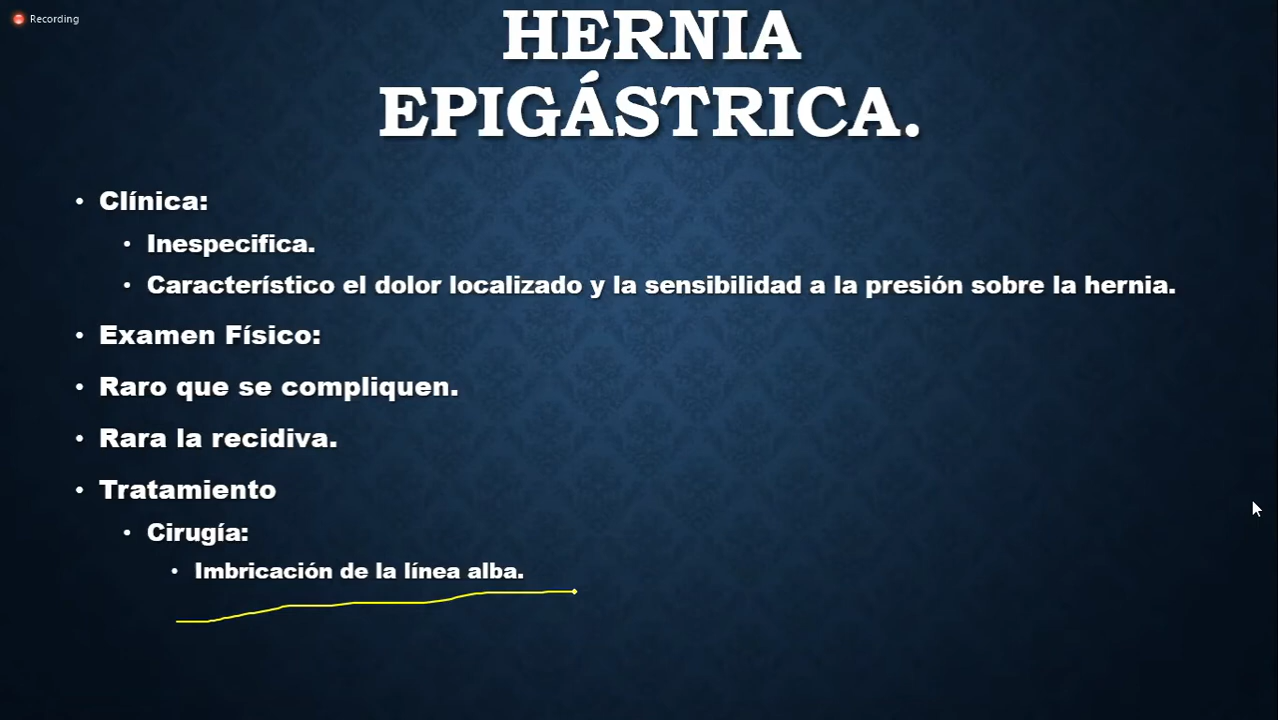 Recording
HERNIA
EPIGÁSTRICA.
• Clínica:
• Inespecifica.
• Característico el dolor localizado y la sensibilidad a la presión sobre la hernia.
• Examen Físico:
• Raro que se compliquen.
• Rara la recidiva.
• Tratamiento
• Cirugía:
• Imbricación de la línea alba.